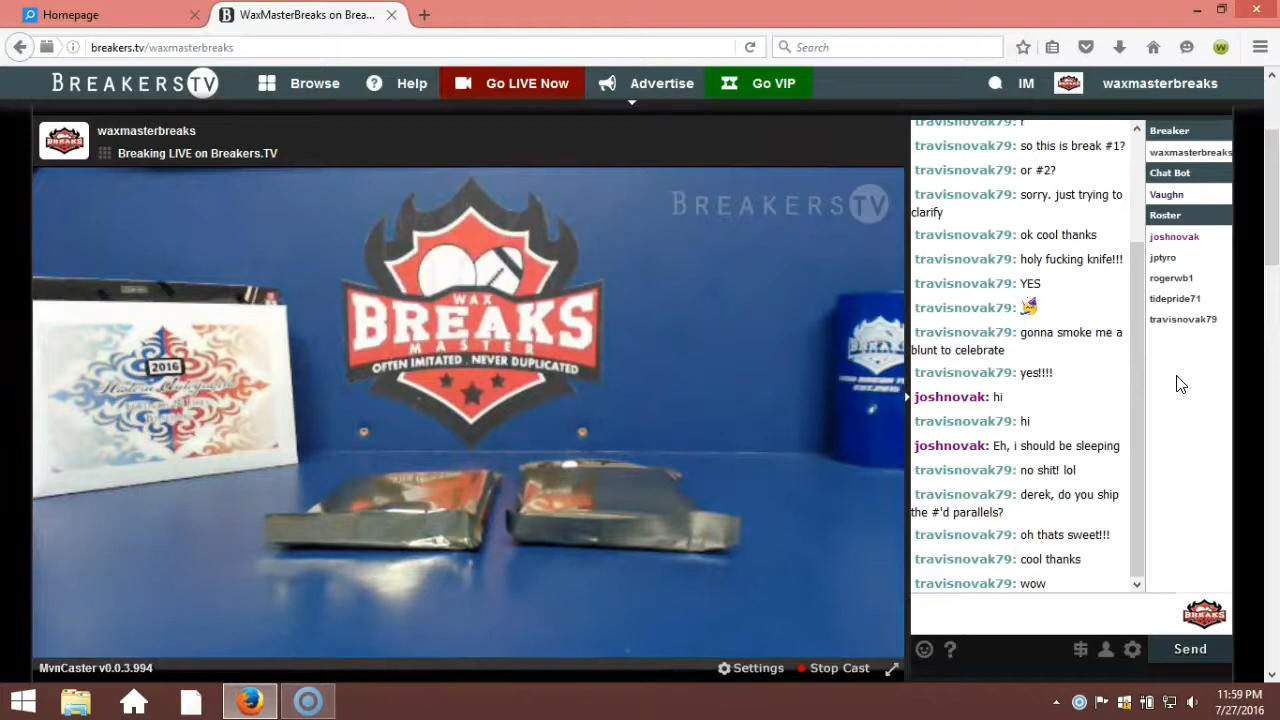 Homepage
WaxMasterBreaks on Brea...
breakers.tv/waxmasterbreaks
Search
BREAKERSTV
Browse
Help
Go LIVE Now
Advertise
Go VIP
IM
waxmasterbreaks
waxmasterbreaks
Breaking LIVE on Breakers.TV
BREAKERSTV
WAX
BREAKS
MASTER
OFTEN IMITATED, NEVER DUPLICATED
2016
travisnovak79: so this is break #1?
travisnovak79: or #2?
travisnovak79: sorry. just trying to
clarify
travisnovak79: ok cool thanks
travisnovak79: holy fucking knife!!!
travisnovak79: YES
travisnovak79: 🥳
travisnovak79: gonna smoke me a
blunt to celebrate
travisnovak79: yes!!!!
joshnovak: hi
travisnovak79: hi
joshnovak: Eh, i should be sleeping
travisnovak79: no shit! lol
travisnovak79: derek, do you ship
the #'d parallels?
travisnovak79: oh thats sweet!!!
travisnovak79: cool thanks
travisnovak79: wow
Breaker
waxmasterbreaks
Chat Bot
Vaughn
Roster
joshnovak
jptyro
rogerwb1
tidepride71
travisnovak79
BREAKS
Send
MvnCaster v0.0.3.994
Settings
Stop Cast
11:59 PM
7/27/2016